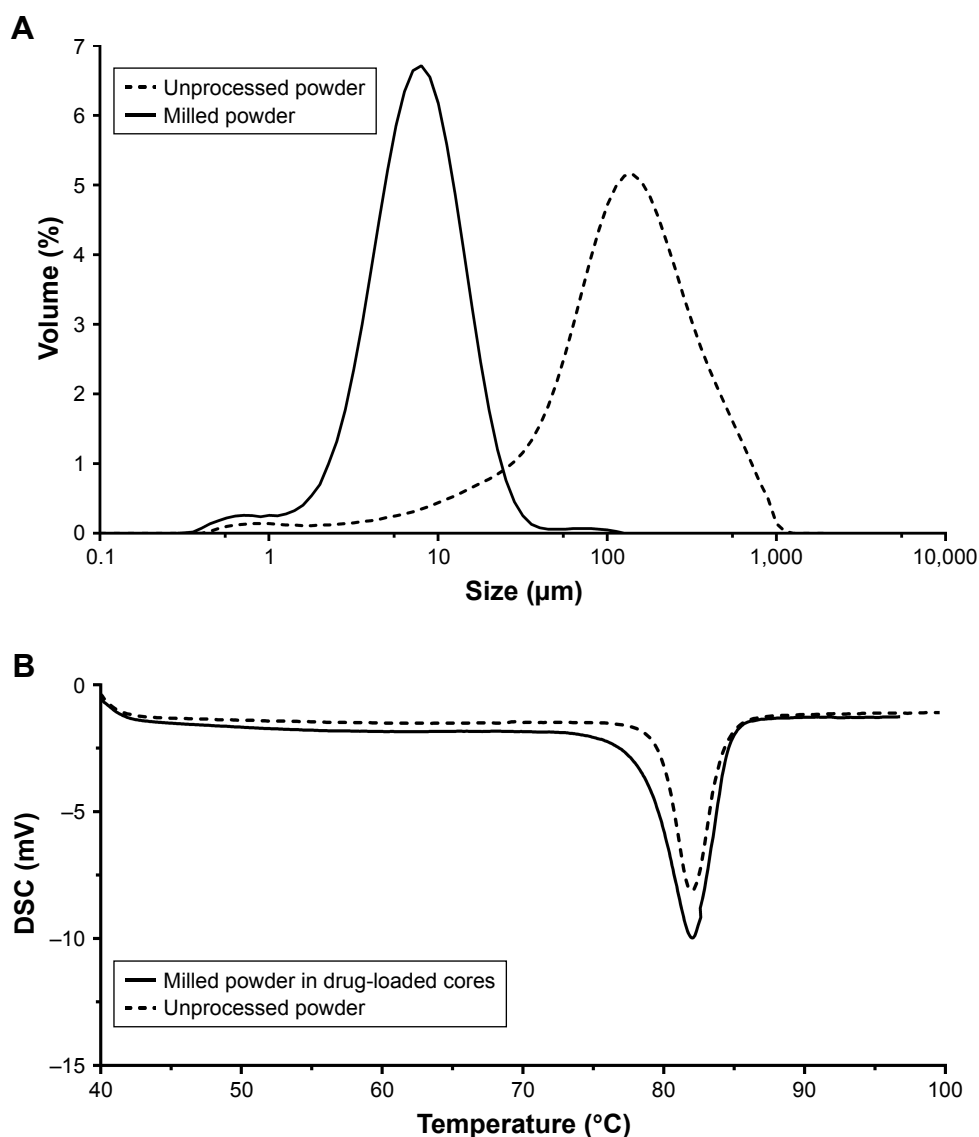 A
7
6
5
4
3
2
1
0
Volume (%)
Unprocessed powder
Milled powder
0.1
1
10
100
1,000
10,000
Size (µm)
B
0
–5
–10
–15
DSC (mV)
Milled powder in drug-loaded cores
Unprocessed powder
40
50
60
70
80
90
100
Temperature (°C)